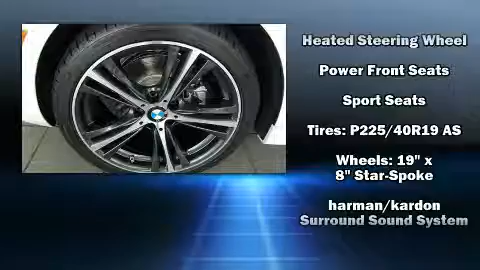 Heated Steering Wheel
Power Front Seats
Sport Seats
Tires: P225/40R19 AS
Wheels: 19" x
8" Star-Spoke
harman/kardon
Surround Sound System